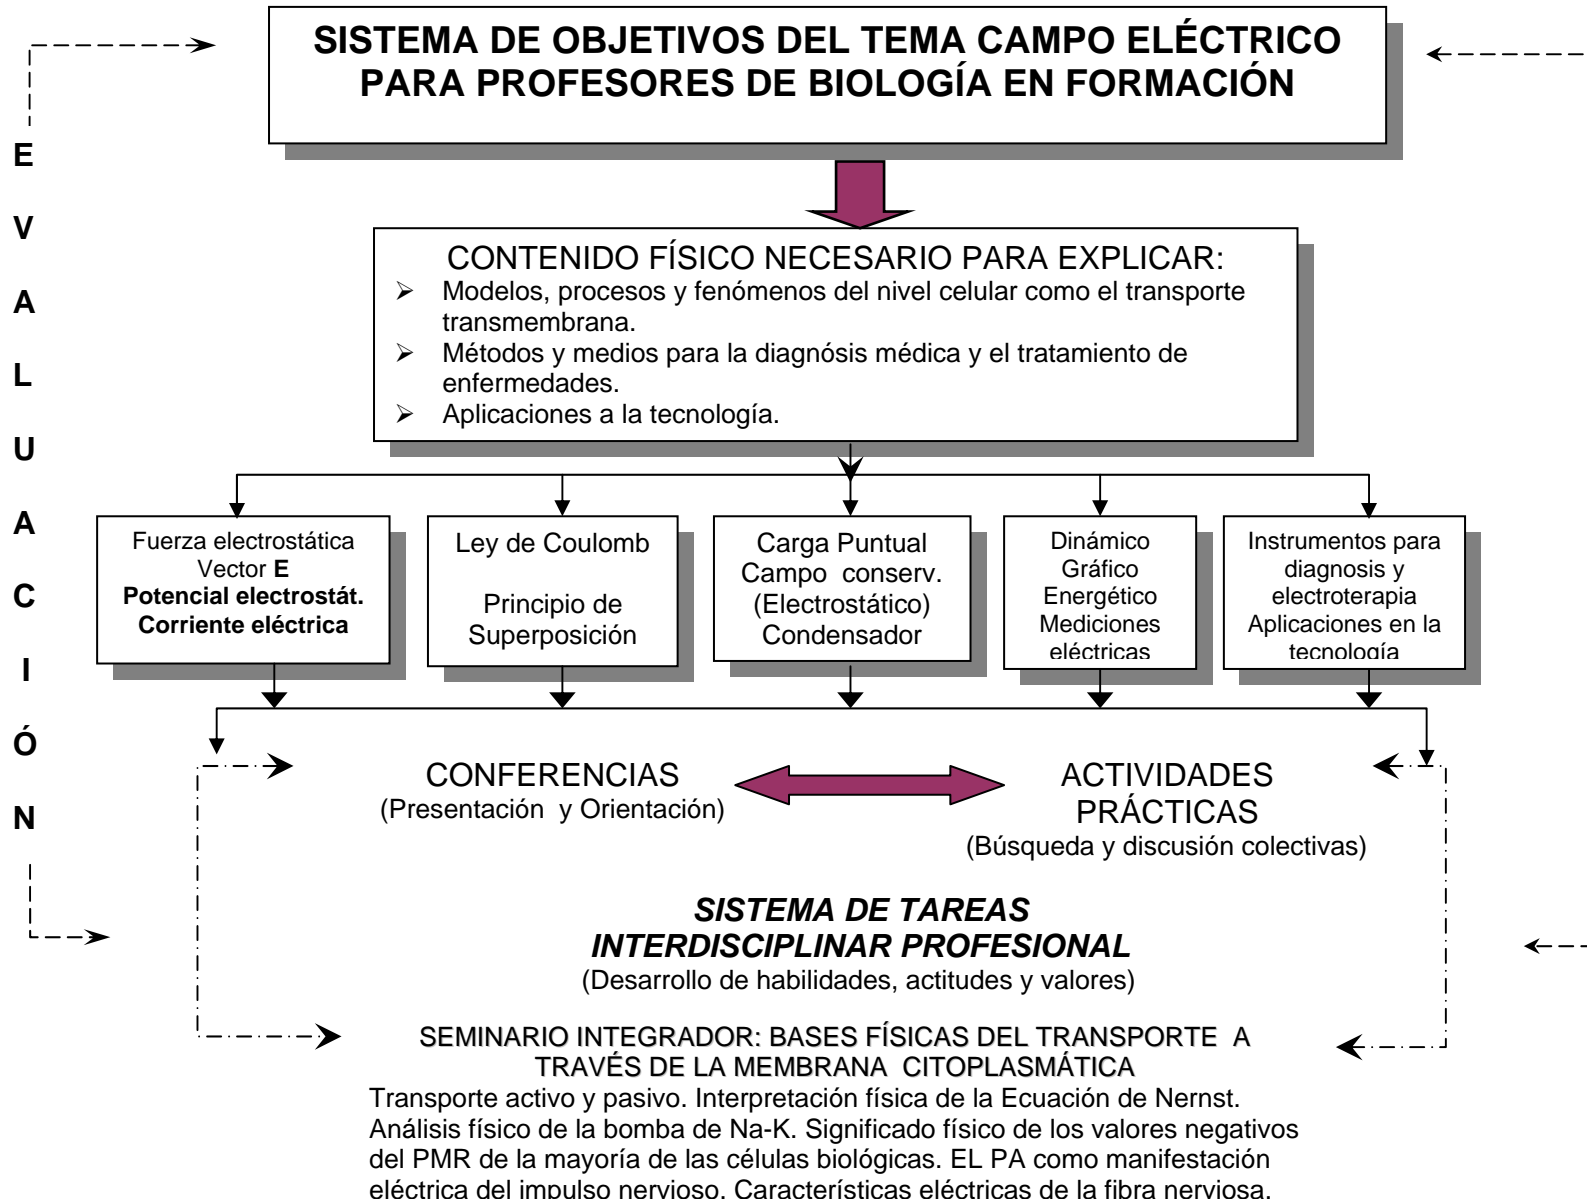 SISTEMA DE OBJETIVOS DEL TEMA CAMPO ELÉCTRICO
PARA PROFESORES DE BIOLOGÍA EN FORMACIÓN
E
V
A
L
U
A
C
I
Ó
N
CONTENIDO FÍSICO NECESARIO PARA EXPLICAR:
➢ Modelos, procesos y fenómenos del nivel celular como el transporte
transmembrana.
➢ Métodos y medios para la diagnósis médica y el tratamiento de
enfermedades.
➢ Aplicaciones a la tecnología.
Fuerza electrostática
Vector E
Potencial electrostát.
Corriente eléctrica
Ley de Coulomb
Principio de
Superposición
Carga Puntual
Campo conserv.
(Electrostático)
Condensador
Dinámico
Gráfico
Energético
Mediciones
eléctricas
Instrumentos para
diagnosis y
electroterapia
Aplicaciones en la
tecnología
CONFERENCIAS
(Presentación y Orientación)
ACTIVIDADES
PRÁCTICAS
(Búsqueda y discusión colectivas)
SISTEMA DE TAREAS
INTERDISCIPLINAR PROFESIONAL
(Desarrollo de habilidades, actitudes y valores)
SEMINARIO INTEGRADOR: BASES FÍSICAS DEL TRANSPORTE A
TRAVÉS DE LA MEMBRANA CITOPLASMÁTICA
Transporte activo y pasivo. Interpretación física de la Ecuación de Nernst.
Análisis físico de la bomba de Na-K. Significado físico de los valores negativos
del PMR de la mayoría de las células biológicas. EL PA como manifestación
eléctrica del impulso nervioso. Características eléctricas de la fibra nerviosa.